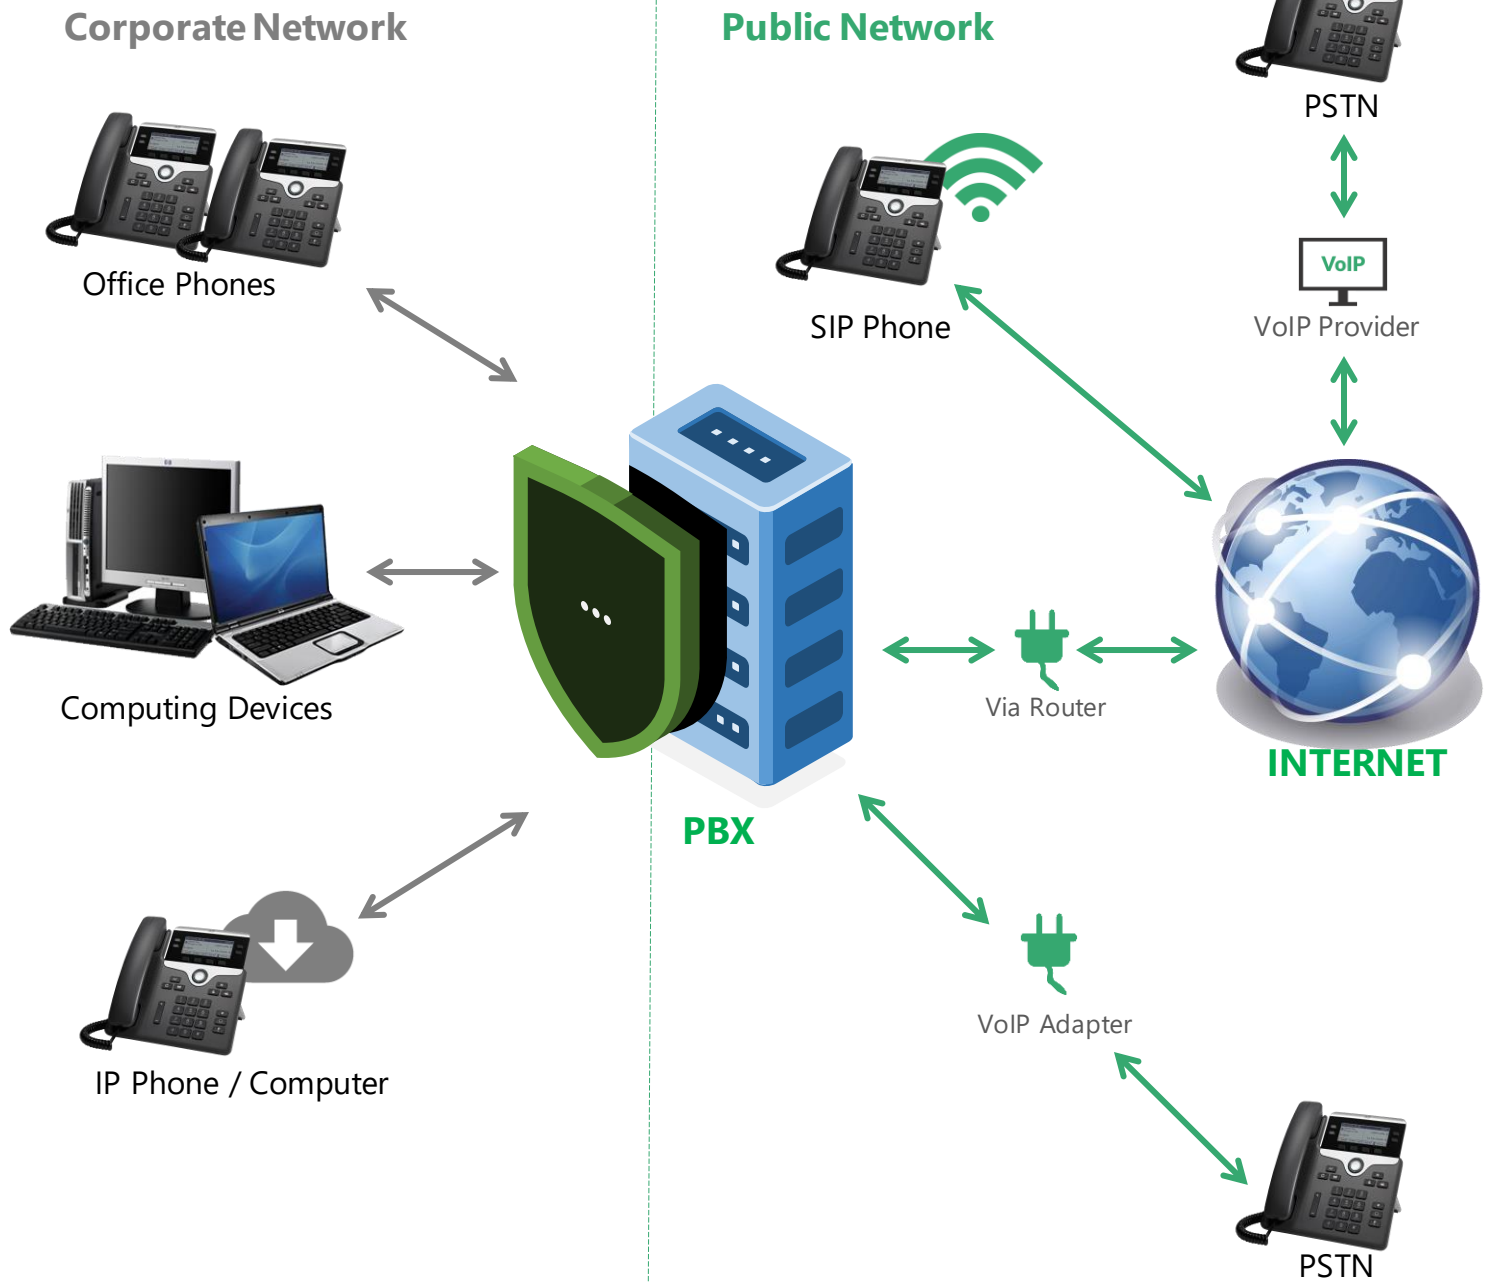 Corporate Network
Public Network
PSTN
Office Phones
SIP Phone
VoIP
VoIP Provider
Computing Devices
Via Router
INTERNET
PBX
VoIP Adapter
IP Phone / Computer
PSTN